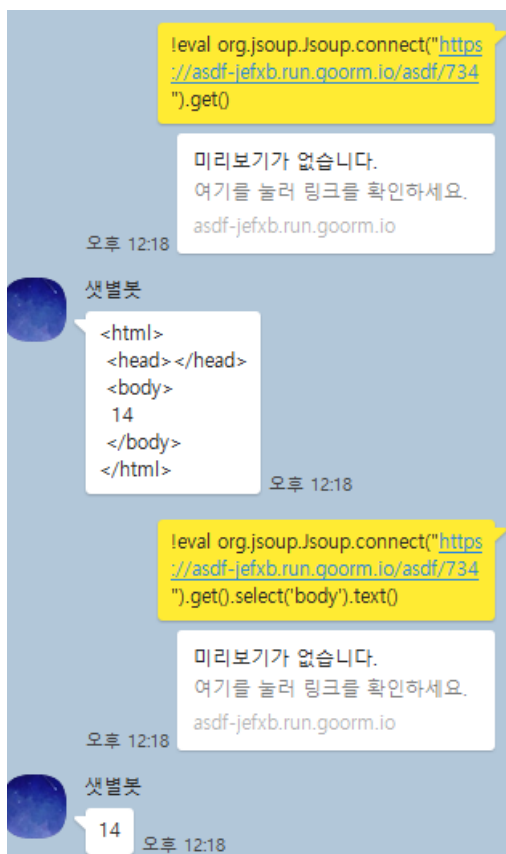 !eval org.jsoup.Jsoup.connect("https
://asdf-jefxb.run.goorm.io/asdf/734
").get()
미리보기가 없습니다.
여기를 눌러 링크를 확인하세요.
asdf-jefxb.run.goorm.io
오후 12:18
샛별봇
<html>
<head></head>
<body>
14
</body>
</html>
오후 12:18
!eval org.jsoup.Jsoup.connect("https
://asdf-jefxb.run.goorm.io/asdf/734
").get().select('body').text()
미리보기가 없습니다.
여기를 눌러 링크를 확인하세요.
asdf-jefxb.run.goorm.io
오후 12:18
샛별봇
14
오후 12:18